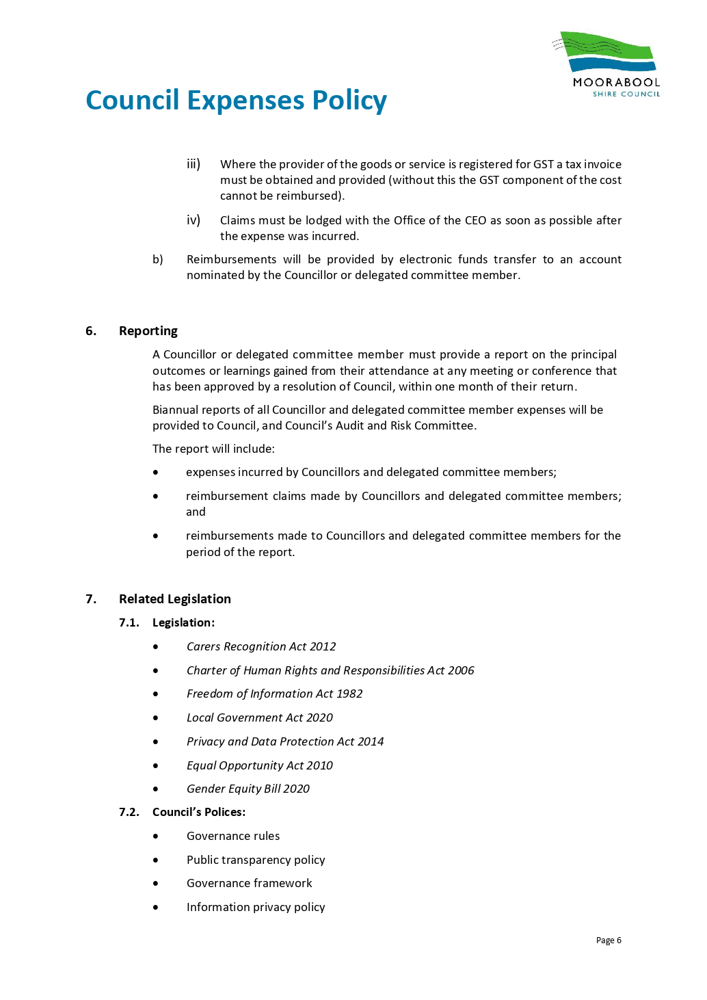 MOORABOOL
SHIRE COUNCIL
Council Expenses Policy
iii) Where the provider of the goods or service is registered for GST a tax invoice
must be obtained and provided (without this the GST component of the cost
cannot be reimbursed).
iv) Claims must be lodged with the Office of the CEO as soon as possible after
the expense was incurred.
b) Reimbursements will be provided by electronic funds transfer to an account
nominated by the Councillor or delegated committee member.
6. Reporting
A Councillor or delegated committee member must provide a report on the principal
outcomes or learnings gained from their attendance at any meeting or conference that
has been approved by a resolution of Council, within one month of their return.
Biannual reports of all Councillor and delegated committee member expenses will be
provided to Council, and Council’s Audit and Risk Committee.
The report will include:
• expenses incurred by Councillors and delegated committee members;
• reimbursement claims made by Councillors and delegated committee members;
and
• reimbursements made to Councillors and delegated committee members for the
period of the report.
7. Related Legislation
7.1. Legislation:
• Carers Recognition Act 2012
• Charter of Human Rights and Responsibilities Act 2006
• Freedom of Information Act 1982
• Local Government Act 2020
• Privacy and Data Protection Act 2014
• Equal Opportunity Act 2010
• Gender Equity Bill 2020
7.2. Council’s Polices:
• Governance rules
• Public transparency policy
• Governance framework
• Information privacy policy
Page 6